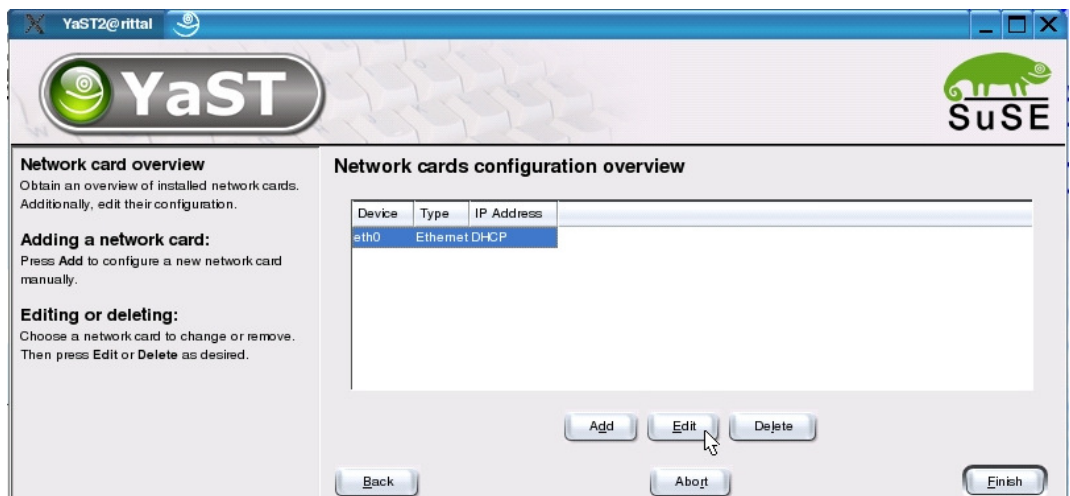 YaST2@rittal
YaST
SuSE
Network card overview
Obtain an overview of installed network cards.
Additionally, edit their configuration.
Adding a network card:
Press Add to configure a new network card
manually.
Editing or deleting:
Choose a network card to change or remove.
Then press Edit or Delete as desired.
Network cards configuration overview
Device Type IP Address
eth0 Ethernet DHCP
Add Edit Delete
Back Abort Finish